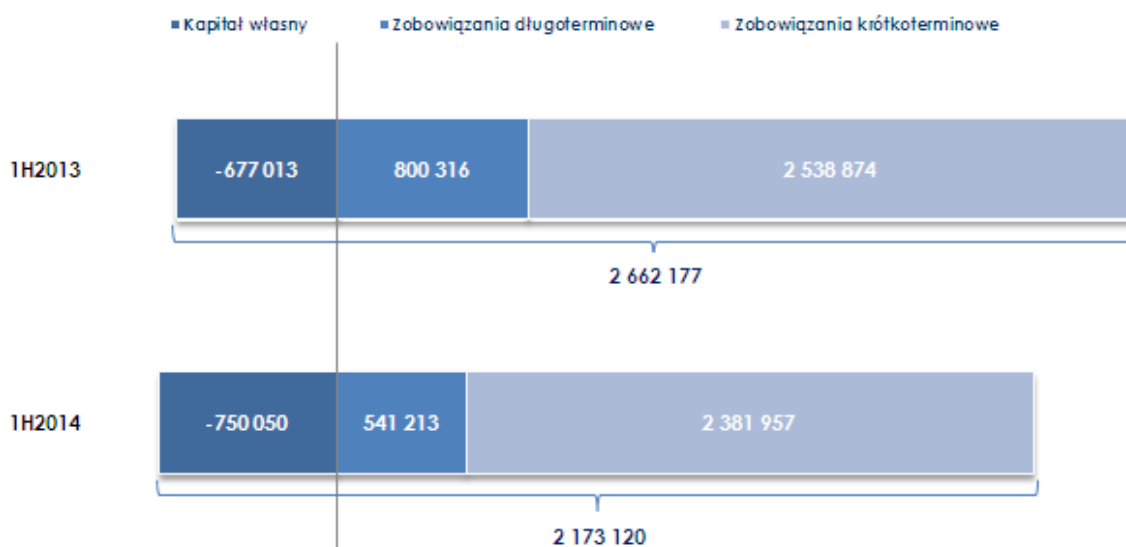 Kapitał własny Zobowiązania długoterminowe Zobowiązania krótkoterminowe
1H2013 -677 013 800 316 2 538 874
2 662 177
1H2014 -750 050 541 213 2 381 957
2 173 120